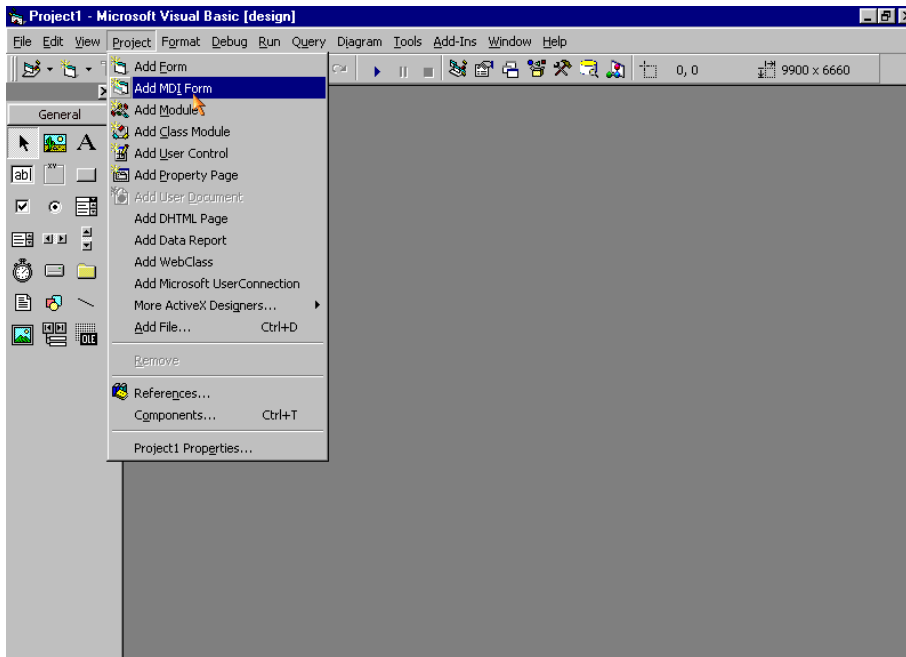 Project1 - Microsoft Visual Basic [design]
File Edit View Project Format Debug Run Query Diagram Tools Add-Ins Window Help
0, 0 9900 x 6660
General
A
ab|
xv
OLE
Add Form
Add MDI Form
Add Module
Add Class Module
Add User Control
Add Property Page
Add User Document
Add DHTML Page
Add Data Report
Add WebClass
Add Microsoft UserConnection
More ActiveX Designers...
Add File... Ctrl+D
Remove
References...
Components... Ctrl+T
Project1 Properties...